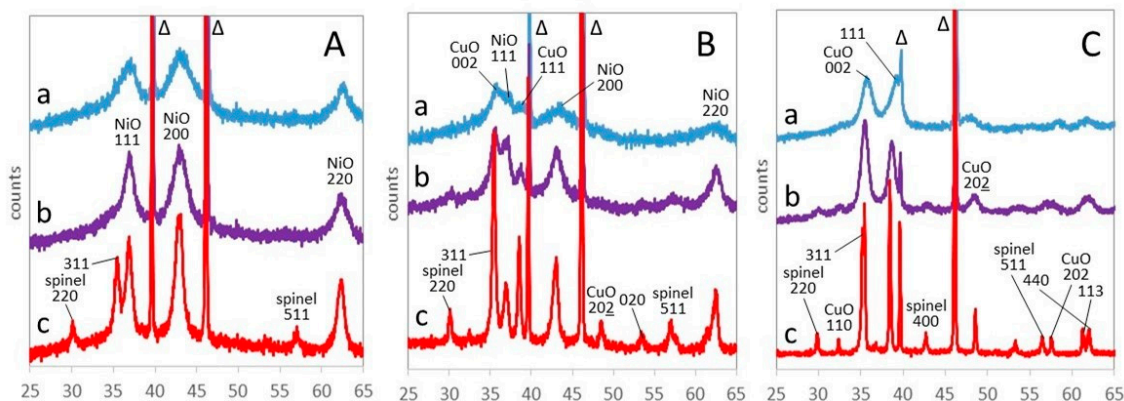 Δ
Δ
A
a
NiO
111
NiO
200
NiO
220
b
311
spinel
220
spinel
511
c
counts
25 30 35 40 45 50 55 60 65
Δ
Δ
B
NiO
111
CuO
002
CuO
111
NiO
200
NiO
220
a
b
311
spinel
220
CuO
202
020
spinel
511
c
counts
25 30 35 40 45 50 55 60 65
Δ
C
111
Δ
CuO
002
a
b
CuO
202
311
spinel
220
CuO
110
spinel
400
spinel
511
CuO
202
440
113
c
counts
25 30 35 40 45 50 55 60 65